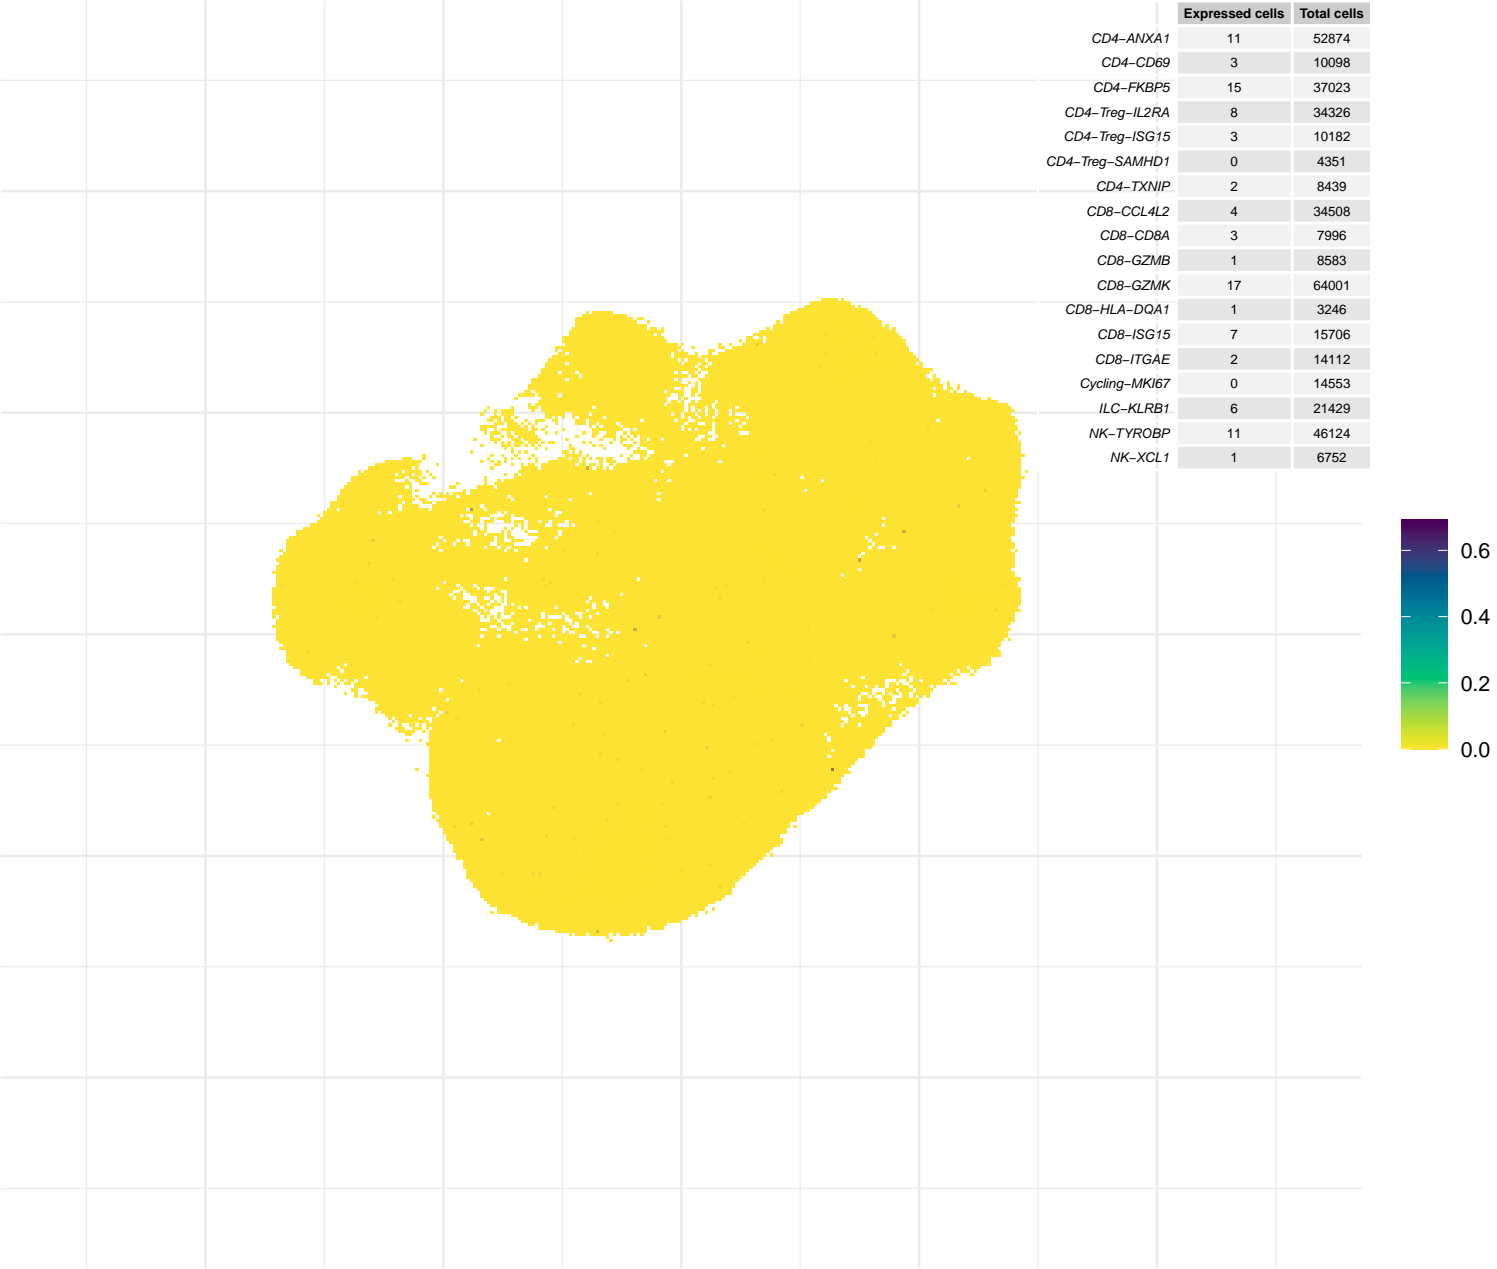 Expressed cells Total cells
CD4−ANXA1 11 52874
CD4−CD69 3 10098
CD4−FKBP5 15 37023
CD4−Treg−IL2RA 8 34326
CD4−Treg−ISG15 3 10182
CD4−Treg−SAMHD1 0 4351
CD4−TXNIP 2 8439
CD8−CCL4L2 4 34508
CD8−CD8A 3 7996
CD8−GZMB 1 8583
CD8−GZMK 17 64001
CD8−HLA−DQA1 1 3246
CD8−ISG15 7 15706
CD8−ITGAE 2 14112
Cycling−MKI67 0 14553
ILC−KLRB1 6 21429
NK−TYROBP 11 46124
NK−XCL1 1 6752
0.6
0.4
0.2
0.0